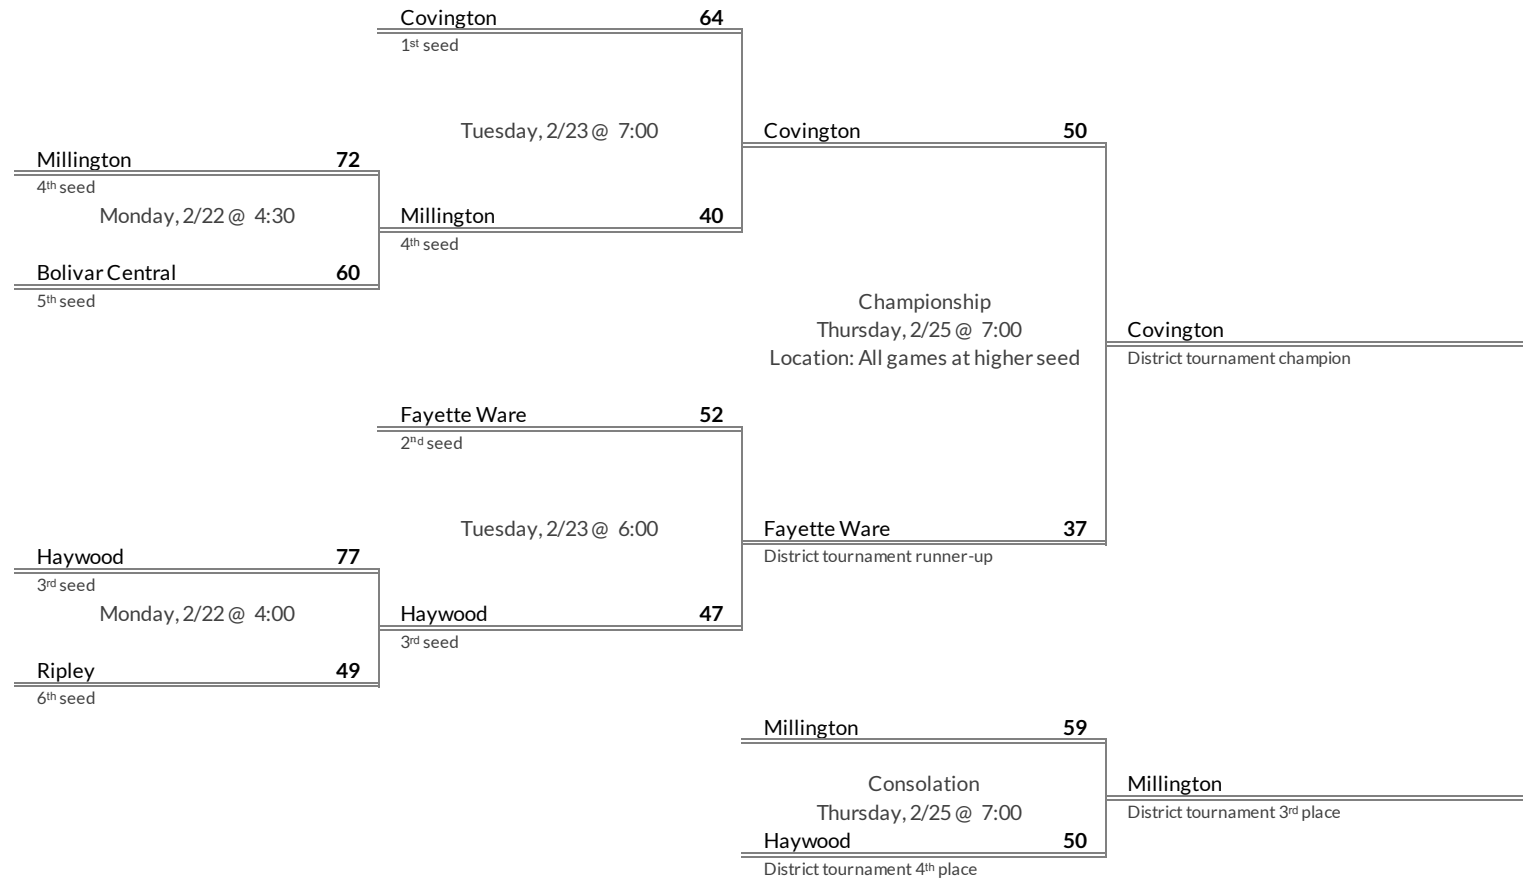 Covington 64
1st seed
Tuesday, 2/23 @ 7:00
Millington 72
4th seed
Monday, 2/22 @ 4:30
Bolivar Central 60
5th seed
Millington 40
4th seed
Covington 50
Championship
Thursday, 2/25 @ 7:00
Location: All games at higher seed
Covington
District tournament champion
Fayette Ware 52
2nd seed
Tuesday, 2/23 @ 6:00
Haywood 77
3rd seed
Monday, 2/22 @ 4:00
Ripley 49
6th seed
Haywood 47
3rd seed
Fayette Ware 37
District tournament runner-up
Millington 59
Consolation
Thursday, 2/25 @ 7:00
Haywood 50
District tournament 4th place
Millington
District tournament 3rd place